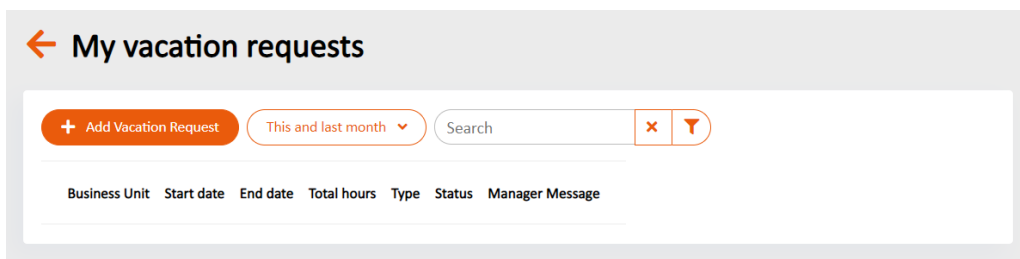 My vacation requests
Add Vacation Request This and last month Search
Business Unit Start date End date Total hours Type Status Manager Message